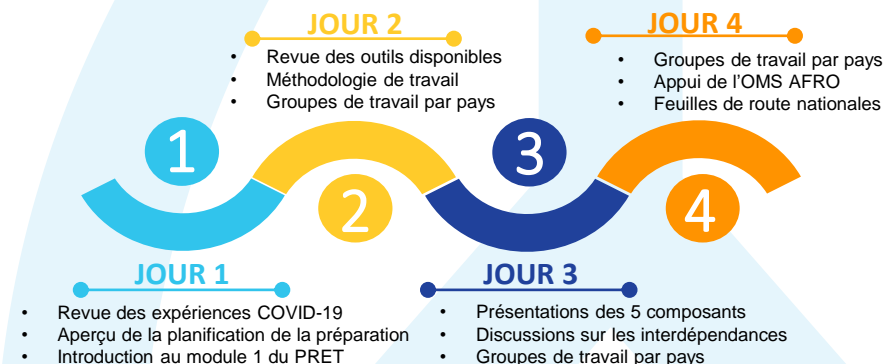 JOUR 1
• Revue des expériences COVID-19
• Aperçu de la planification de la préparation
• Introduction au module 1 du PRET
JOUR 2
• Revue des outils disponibles
• Méthodologie de travail
• Groupes de travail par pays
JOUR 3
• Présentations des 5 composants
• Discussions sur les interdépendances
• Groupes de travail par pays
JOUR 4
• Groupes de travail par pays
• Appui de l'OMS AFRO
• Feuilles de route nationales
1
2
3
4